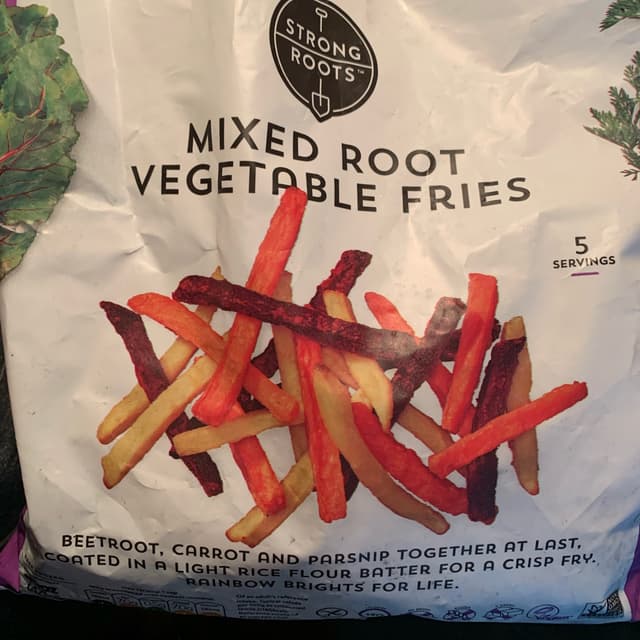 STRONG
ROOTS™
MIXED ROOT
VEGETABLE FRIES
5
SERVINGS
BEETROOT, CARROT AND PARSNIP TOGETHER AT LAST,
COATED IN A LIGHT RICE FLOUR BATTER FOR A CRISP FRY.
RAINBOW BRIGHTS FOR LIFE.